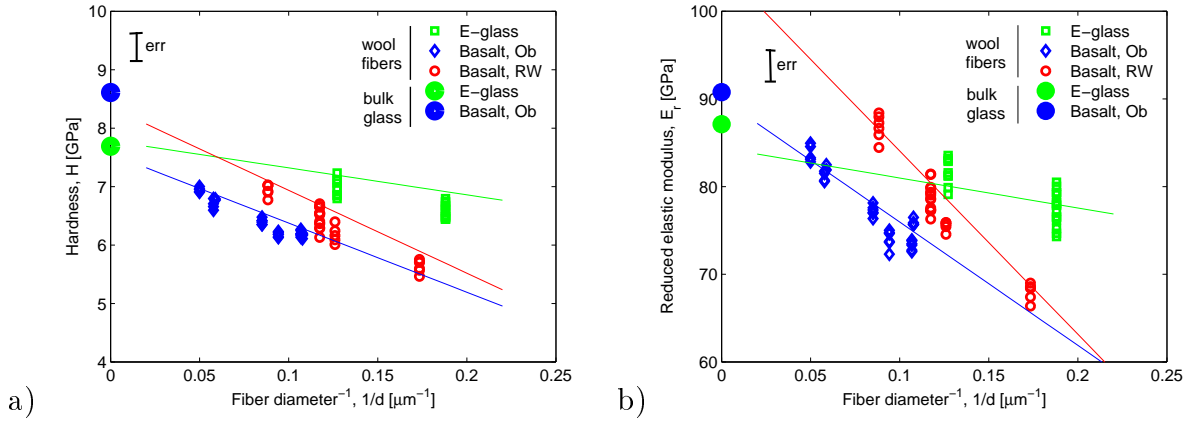 10
9
8
7
6
5
4
0
0.05
0.1
0.15
0.2
0.25
Hardness, H [GPa]
Fiber diameter⁻¹, 1/d [μm⁻¹]
err
wool
fibers
bulk
glass
E−glass
Basalt, Ob
Basalt, RW
E−glass
Basalt, Ob
a)
100
90
80
70
60
0
0.05
0.1
0.15
0.2
0.25
Reduced elastic modulus, E_r [GPa]
Fiber diameter⁻¹, 1/d [μm⁻¹]
err
wool
fibers
bulk
glass
E−glass
Basalt, Ob
Basalt, RW
E−glass
Basalt, Ob
b)